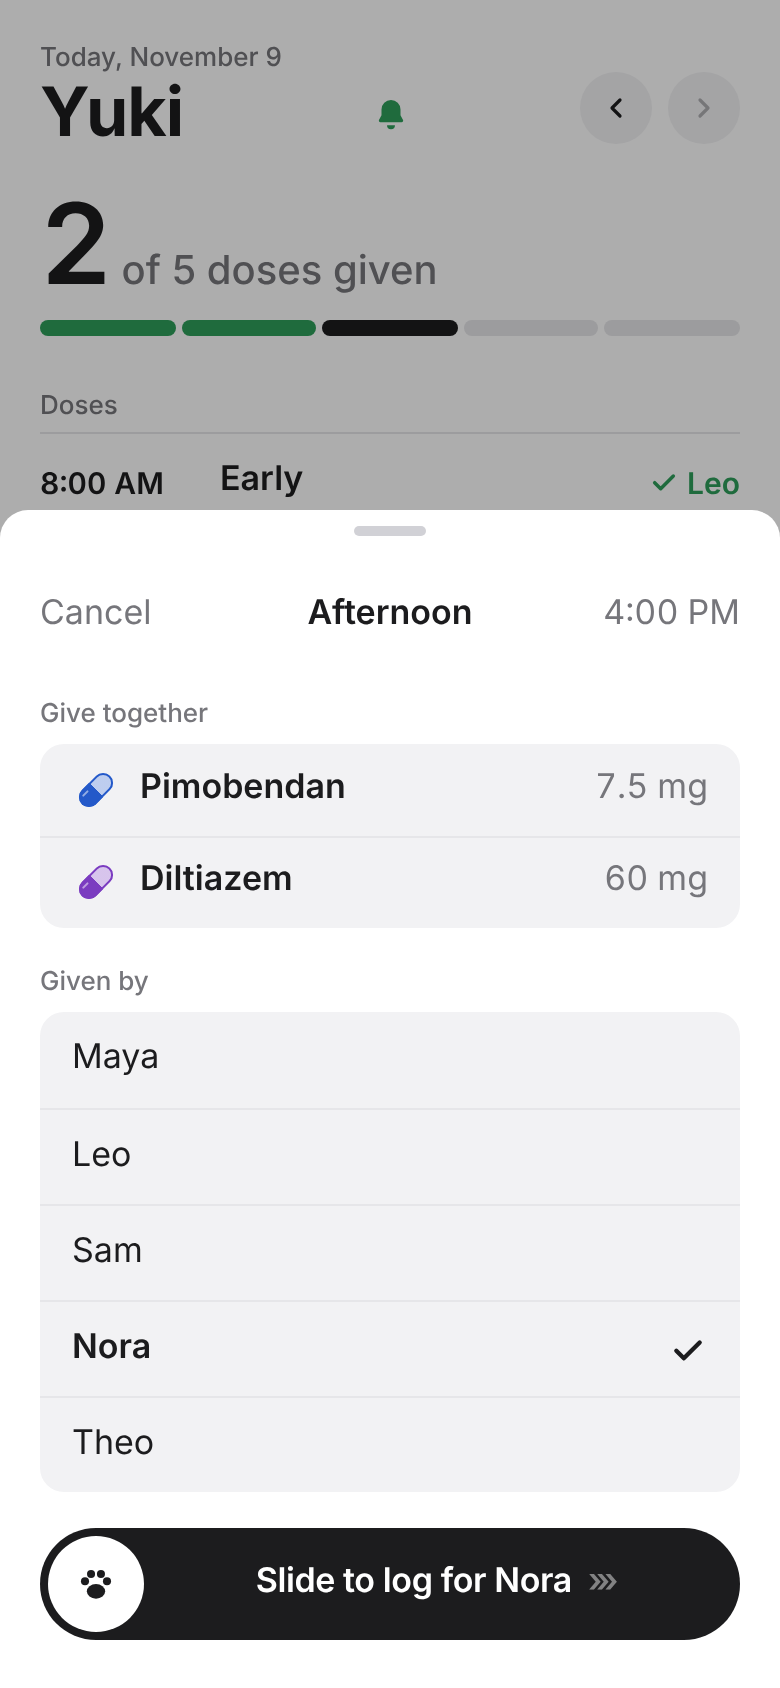 Today, November 9
Yuki
2 of 5 doses given
Doses
8:00 AM Early Leo
Cancel Afternoon 4:00 PM
Give together
Pimobendan 7.5 mg
Diltiazem 60 mg
Given by
Maya
Leo
Sam
Nora
Theo
Slide to log for Nora